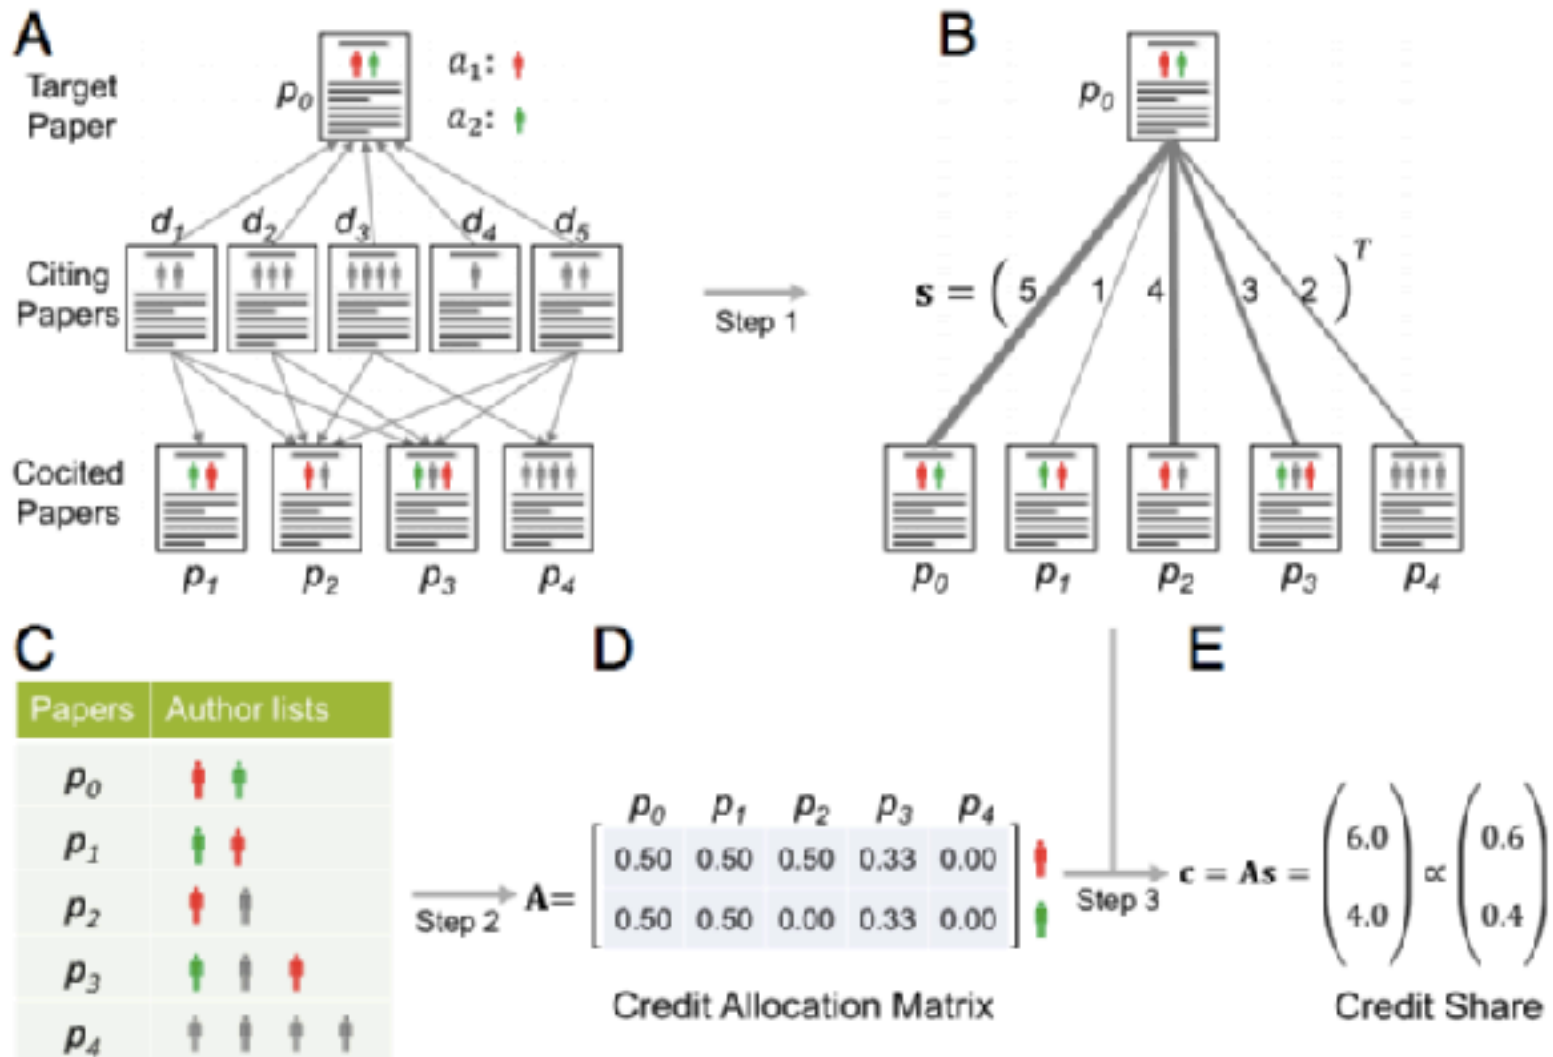 A
Target
Paper
p0
a1:
a2:
d1 d2 d3 d4 d5
Citing
Papers
Cocited
Papers
p1 p2 p3 p4
Step 1
B
p0
s = ( 5 1 4 3 2 )T
p0 p1 p2 p3 p4
C
Papers Author lists
p0
p1
p2
p3
p4
Step 2
D
p0 p1 p2 p3 p4
A= [ 0.50 0.50 0.50 0.33 0.00 ]
0.50 0.50 0.00 0.33 0.00
Credit Allocation Matrix
Step 3
E
c = As = ( 6.0 4.0 ) ∝ ( 0.6 0.4 )
Credit Share